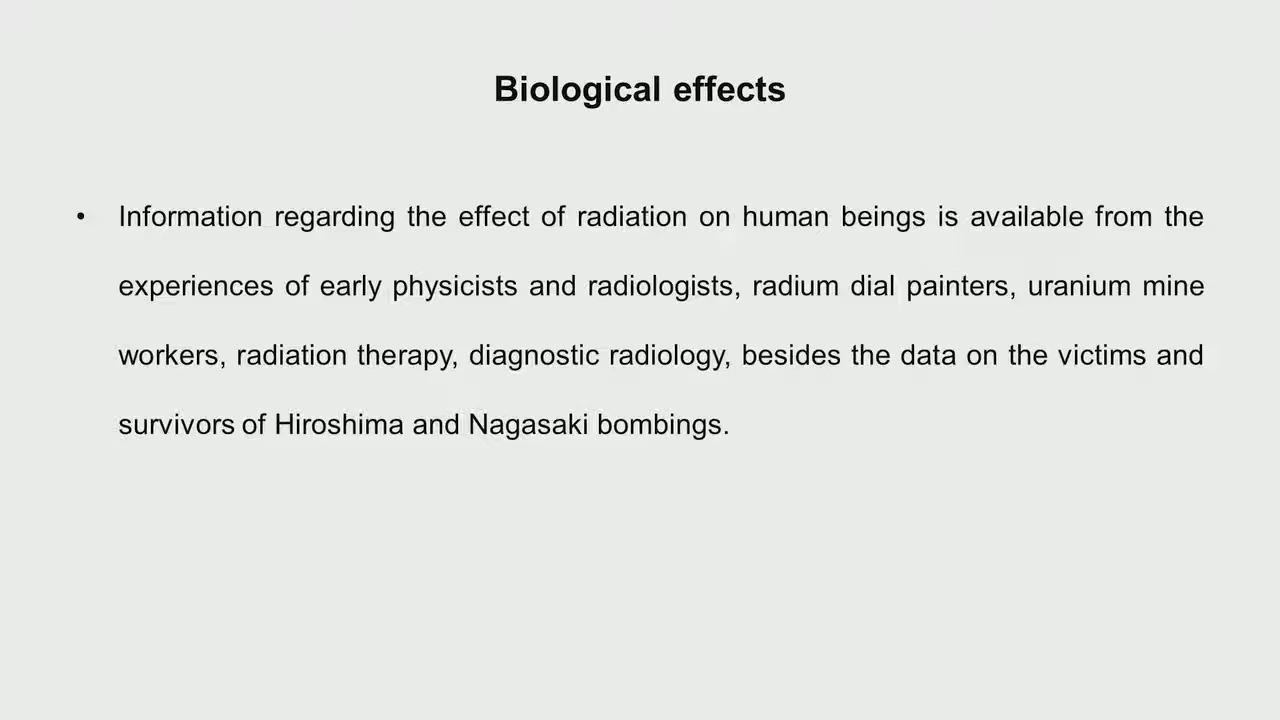 Biological effects
• Information regarding the effect of radiation on human beings is available from the
experiences of early physicists and radiologists, radium dial painters, uranium mine
workers, radiation therapy, diagnostic radiology, besides the data on the victims and
survivors of Hiroshima and Nagasaki bombings.